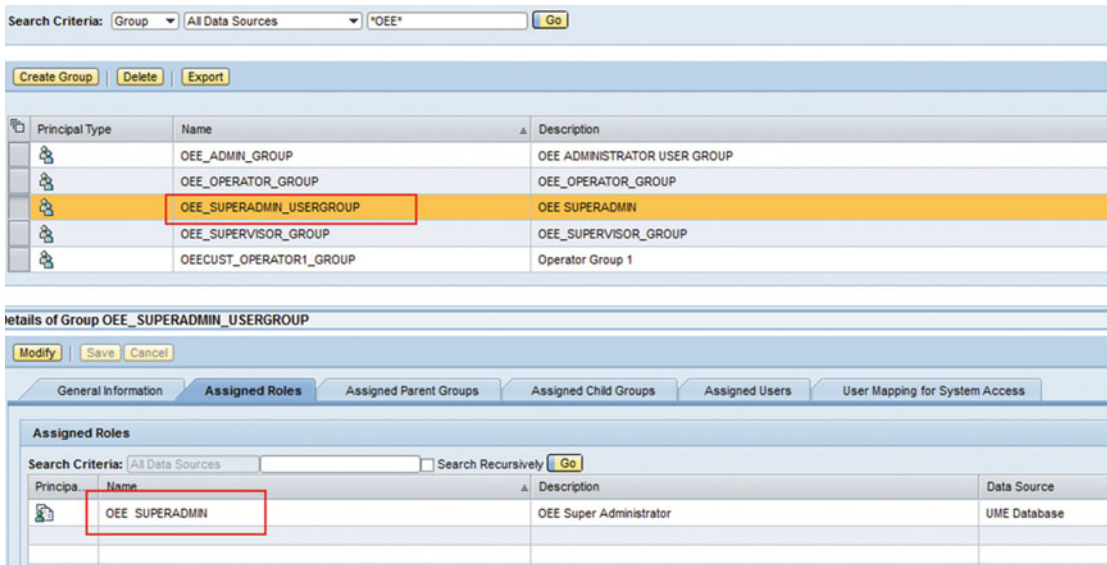 Search Criteria: Group All Data Sources *OEE* Go
Create Group | Delete | Export
Principal Type Name Description
OEE_ADMIN_GROUP OEE ADMINISTRATOR USER GROUP
OEE_OPERATOR_GROUP OEE_OPERATOR_GROUP
OEE_SUPERADMIN_USERGROUP OEE SUPERADMIN
OEE_SUPERVISOR_GROUP OEE_SUPERVISOR_GROUP
OEECUST_OPERATOR1_GROUP Operator Group 1
Details of Group OEE_SUPERADMIN_USERGROUP
Modify | Save Cancel
General Information Assigned Roles Assigned Parent Groups Assigned Child Groups Assigned Users User Mapping for System Access
Assigned Roles
Search Criteria: All Data Sources Search Recursively Go
Principa... Name Description Data Source
OEE_SUPERADMIN OEE Super Administrator UME Database